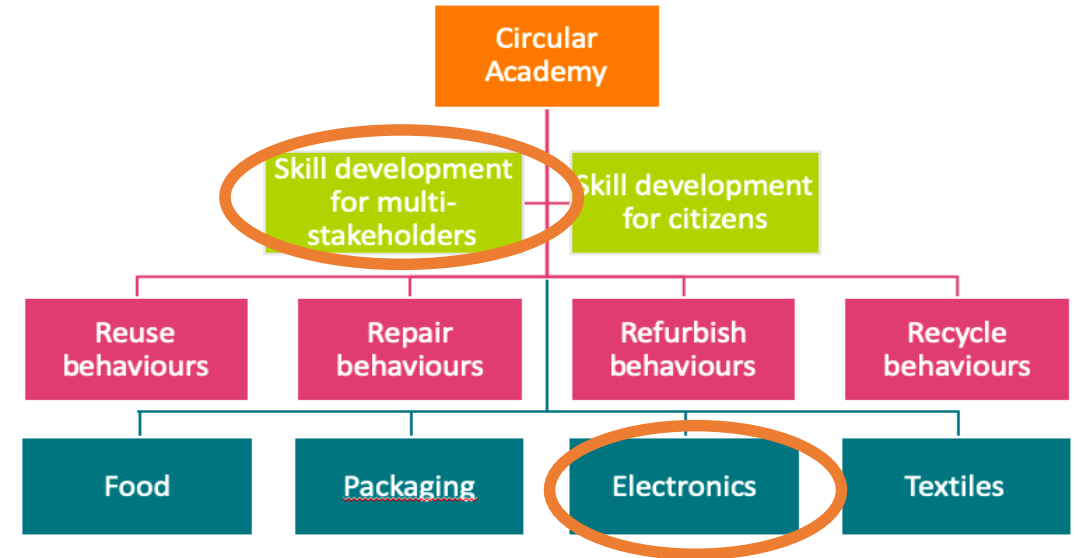 Circular
Academy
Skill development
for multi-
stakeholders
Skill development
for citizens
Reuse
behaviours
Repair
behaviours
Refurbish
behaviours
Recycle
behaviours
Food
Packaging
Electronics
Textiles